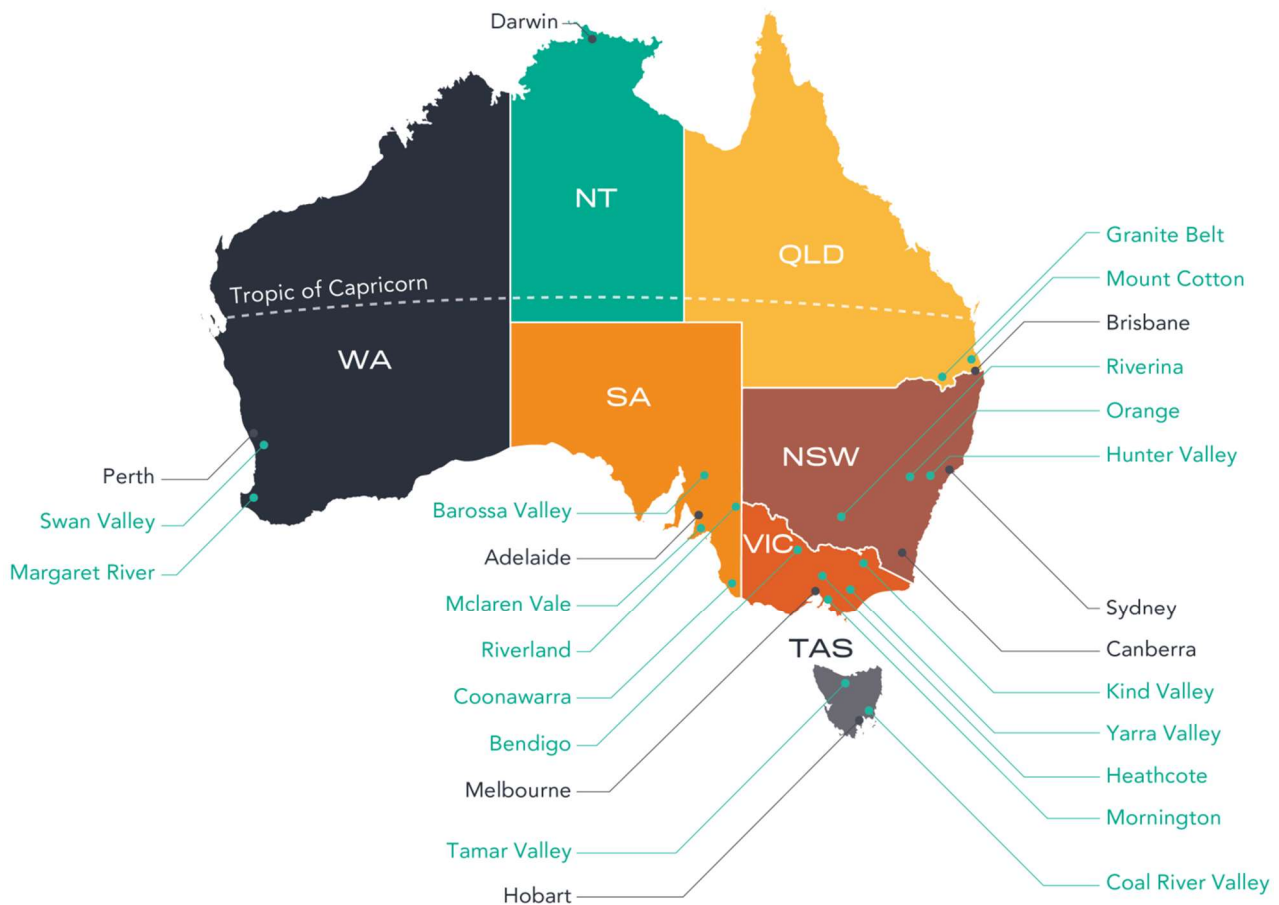 Darwin
NT
QLD
Granite Belt
Mount Cotton
Tropic of Capricorn
Brisbane
WA
Riverina
SA
Orange
NSW
Hunter Valley
Perth
Barossa Valley
Swan Valley
VIC
Adelaide
Margaret River
Mclaren Vale
Sydney
Riverland
TAS
Canberra
Coonawarra
Kind Valley
Bendigo
Yarra Valley
Melbourne
Heathcote
Mornington
Tamar Valley
Coal River Valley
Hobart